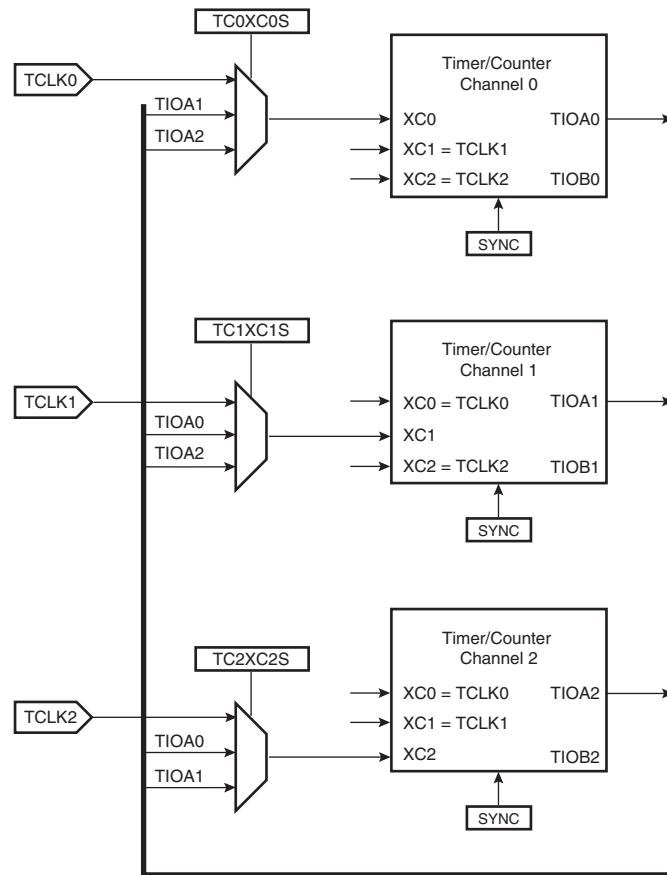 TC0XC0S
TCLK0
TIOA1
TIOA2
Timer/Counter
Channel 0
XC0
TIOA0
XC1 = TCLK1
XC2 = TCLK2
TIOB0
SYNC
TC1XC1S
TCLK1
TIOA0
TIOA2
Timer/Counter
Channel 1
XC0 = TCLK0
TIOA1
XC1
XC2 = TCLK2
TIOB1
SYNC
TC2XC2S
TCLK2
TIOA0
TIOA1
Timer/Counter
Channel 2
XC0 = TCLK0
TIOA2
XC1 = TCLK1
XC2
TIOB2
SYNC